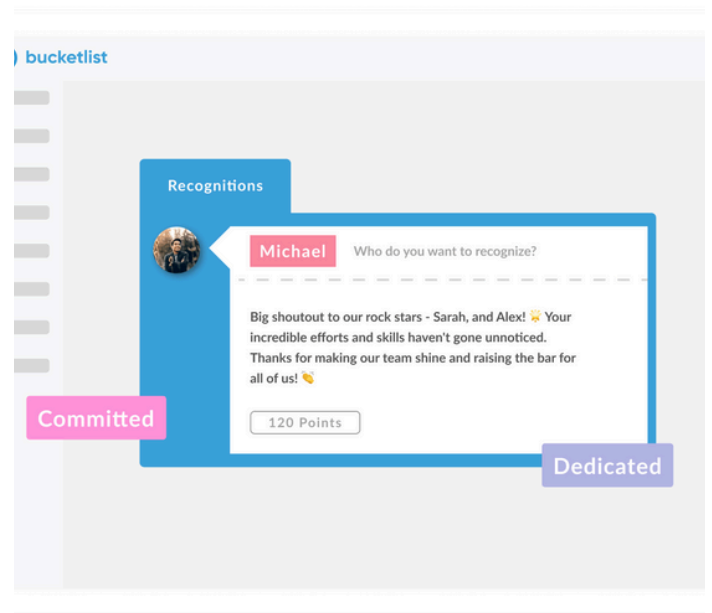 bucketlist
Recognitions
Michael Who do you want to recognize?
Big shoutout to our rock stars - Sarah, and Alex! 🌟 Your
incredible efforts and skills haven't gone unnoticed.
Thanks for making our team shine and raising the bar for
all of us! 👏
120 Points
Committed
Dedicated